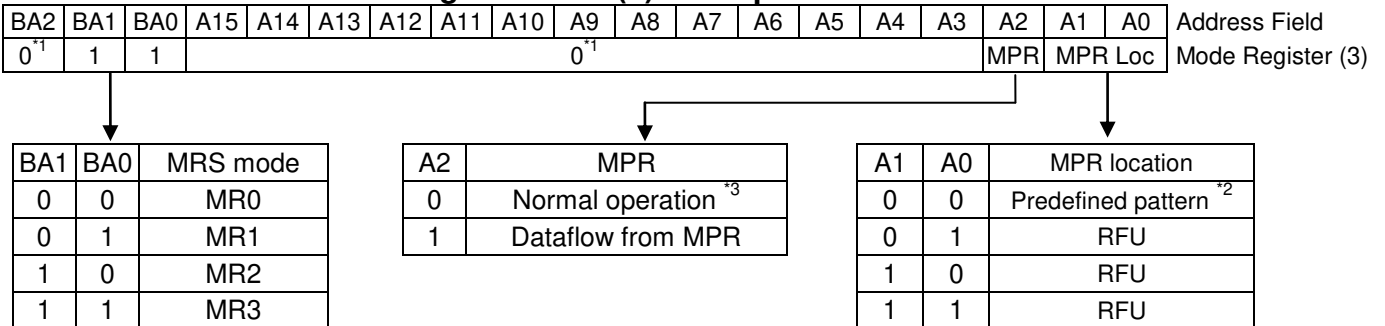 BA2 BA1 BA0 A15 A14 A13 A12 A11 A10 A9 A8 A7 A6 A5 A4 A3 A2 A1 A0 Address Field
0*1 1 1 0*1 MPR MPR Loc Mode Register (3)
BA1 BA0 MRS mode
0 0 MR0
0 1 MR1
1 0 MR2
1 1 MR3
A2 MPR
0 Normal operation *3
1 Dataflow from MPR
A1 A0 MPR location
0 0 Predefined pattern *2
0 1 RFU
1 0 RFU
1 1 RFU